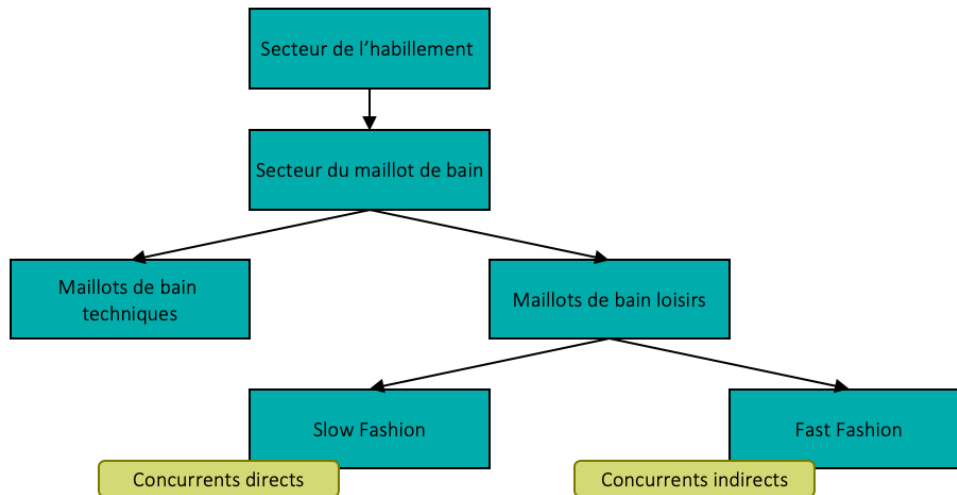 Secteur de l’habillement
Secteur du maillot de bain
Maillots de bain
techniques
Maillots de bain loisirs
Slow Fashion
Fast Fashion
Concurrents directs
Concurrents indirects